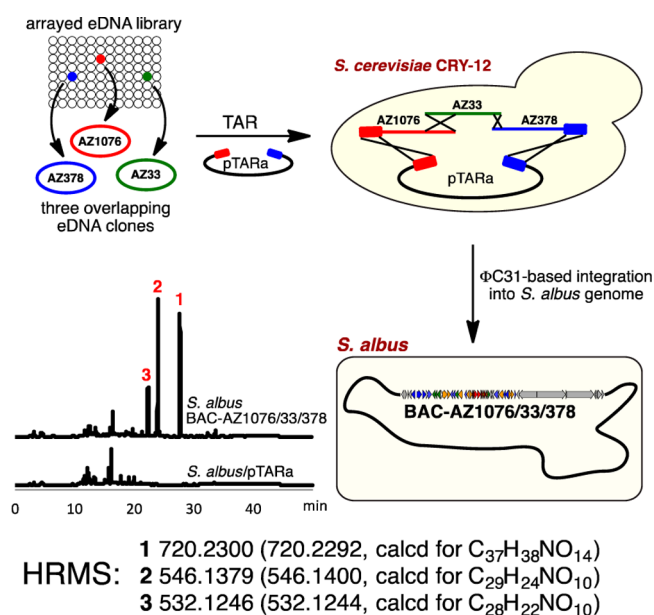 arrayed eDNA library
AZ1076
AZ378
AZ33
three overlapping
eDNA clones
TAR
pTARa
S. cerevisiae CRY-12
AZ1076
AZ33
AZ378
pTARa
ΦC31-based integration
into S. albus genome
S. albus
BAC-AZ1076/33/378
3
2
1
S. albus
BAC-AZ1076/33/378
S. albus/pTARa
0 10 20 30 40 min
HRMS:
1 720.2300 (720.2292, calcd for C37H38NO14)
2 546.1379 (546.1400, calcd for C29H24NO10)
3 532.1246 (532.1244, calcd for C28H22NO10)